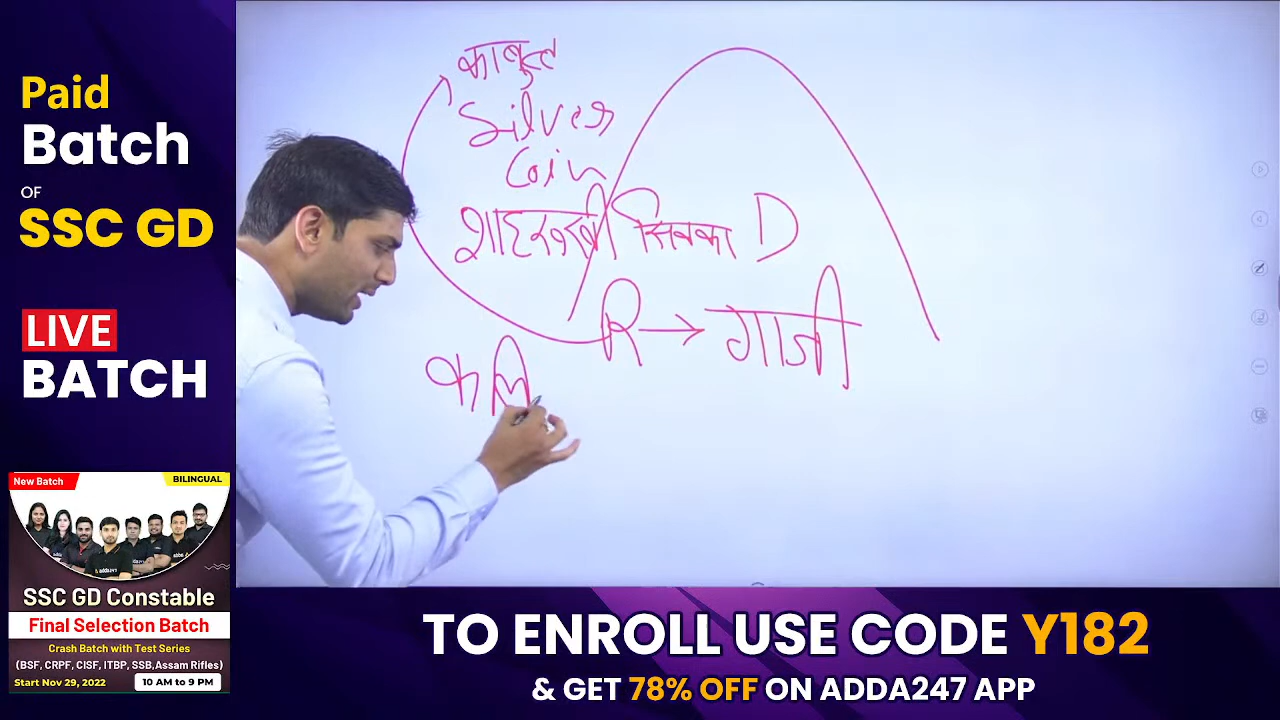 Paid
Batch
OF
SSC GD
LIVE
BATCH
New Batch
BILINGUAL
SSC GD Constable
Final Selection Batch
Crash Batch with Test Series
(BSF, CRPF, CISF, ITBP, SSB, Assam Rifles)
Start Nov 29, 2022
10 AM to 9 PM
काबुल
Silver
Coin
शाहरुखी सिक्का D
R → गाजी
कलि
TO ENROLL USE CODE Y182
& GET 78% OFF ON ADDA247 APP